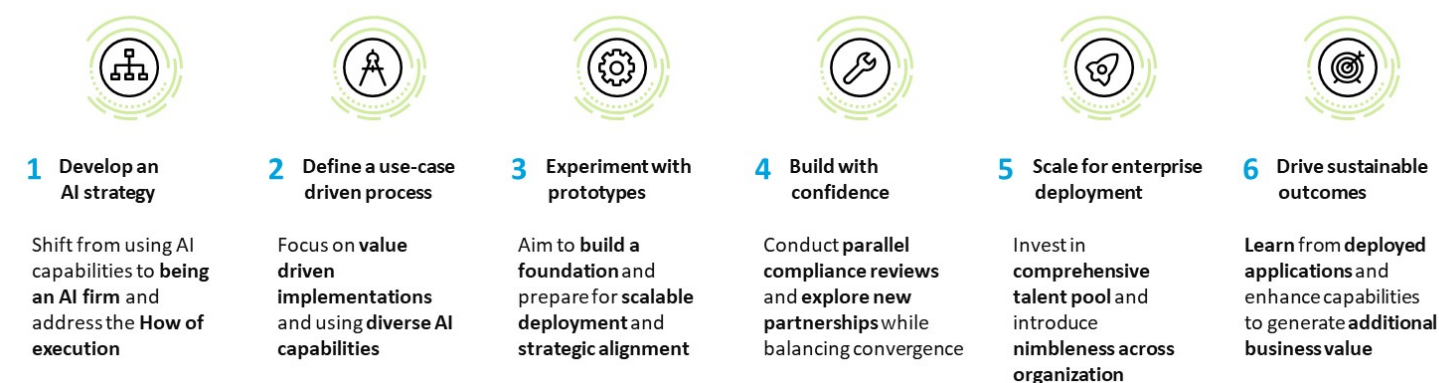 1 Develop an
AI strategy
Shift from using AI
capabilities to being
an AI firm and
address the How of
execution
2 Define a use-case
driven process
Focus on value
driven
implementations
and using diverse AI
capabilities
3 Experiment with
prototypes
Aim to build a
foundation and
prepare for scalable
deployment and
strategic alignment
4 Build with
confidence
Conduct parallel
compliance reviews
and explore new
partnerships while
balancing convergence
5 Scale for enterprise
deployment
Invest in
comprehensive
talent pool and
introduce
nimbleness across
organization
6 Drive sustainable
outcomes
Learn from deployed
applications and
enhance capabilities
to generate additional
business value